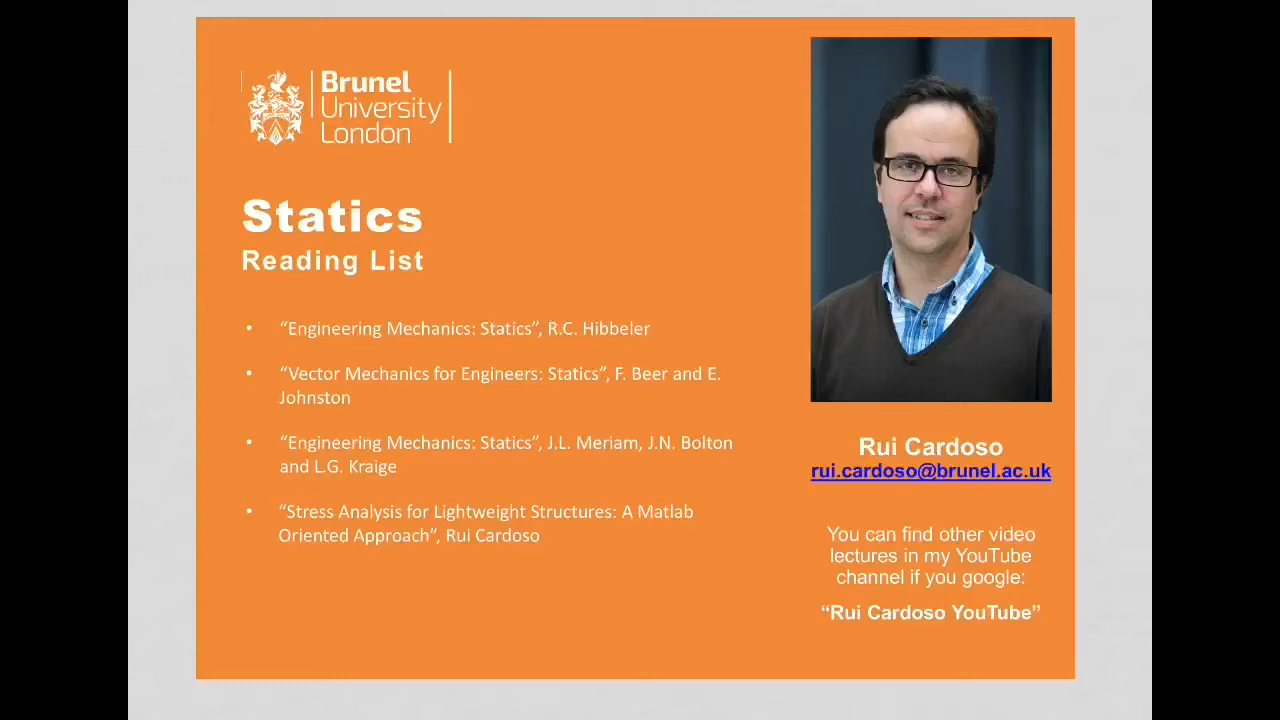 Brunel
University
London
Statics
Reading List
• “Engineering Mechanics: Statics”, R.C. Hibbeler
• “Vector Mechanics for Engineers: Statics”, F. Beer and E.
Johnston
• “Engineering Mechanics: Statics”, J.L. Meriam, J.N. Bolton
and L.G. Kraige
• “Stress Analysis for Lightweight Structures: A Matlab
Oriented Approach”, Rui Cardoso
Rui Cardoso
rui.cardoso@brunel.ac.uk
You can find other video
lectures in my YouTube
channel if you google:
“Rui Cardoso YouTube”